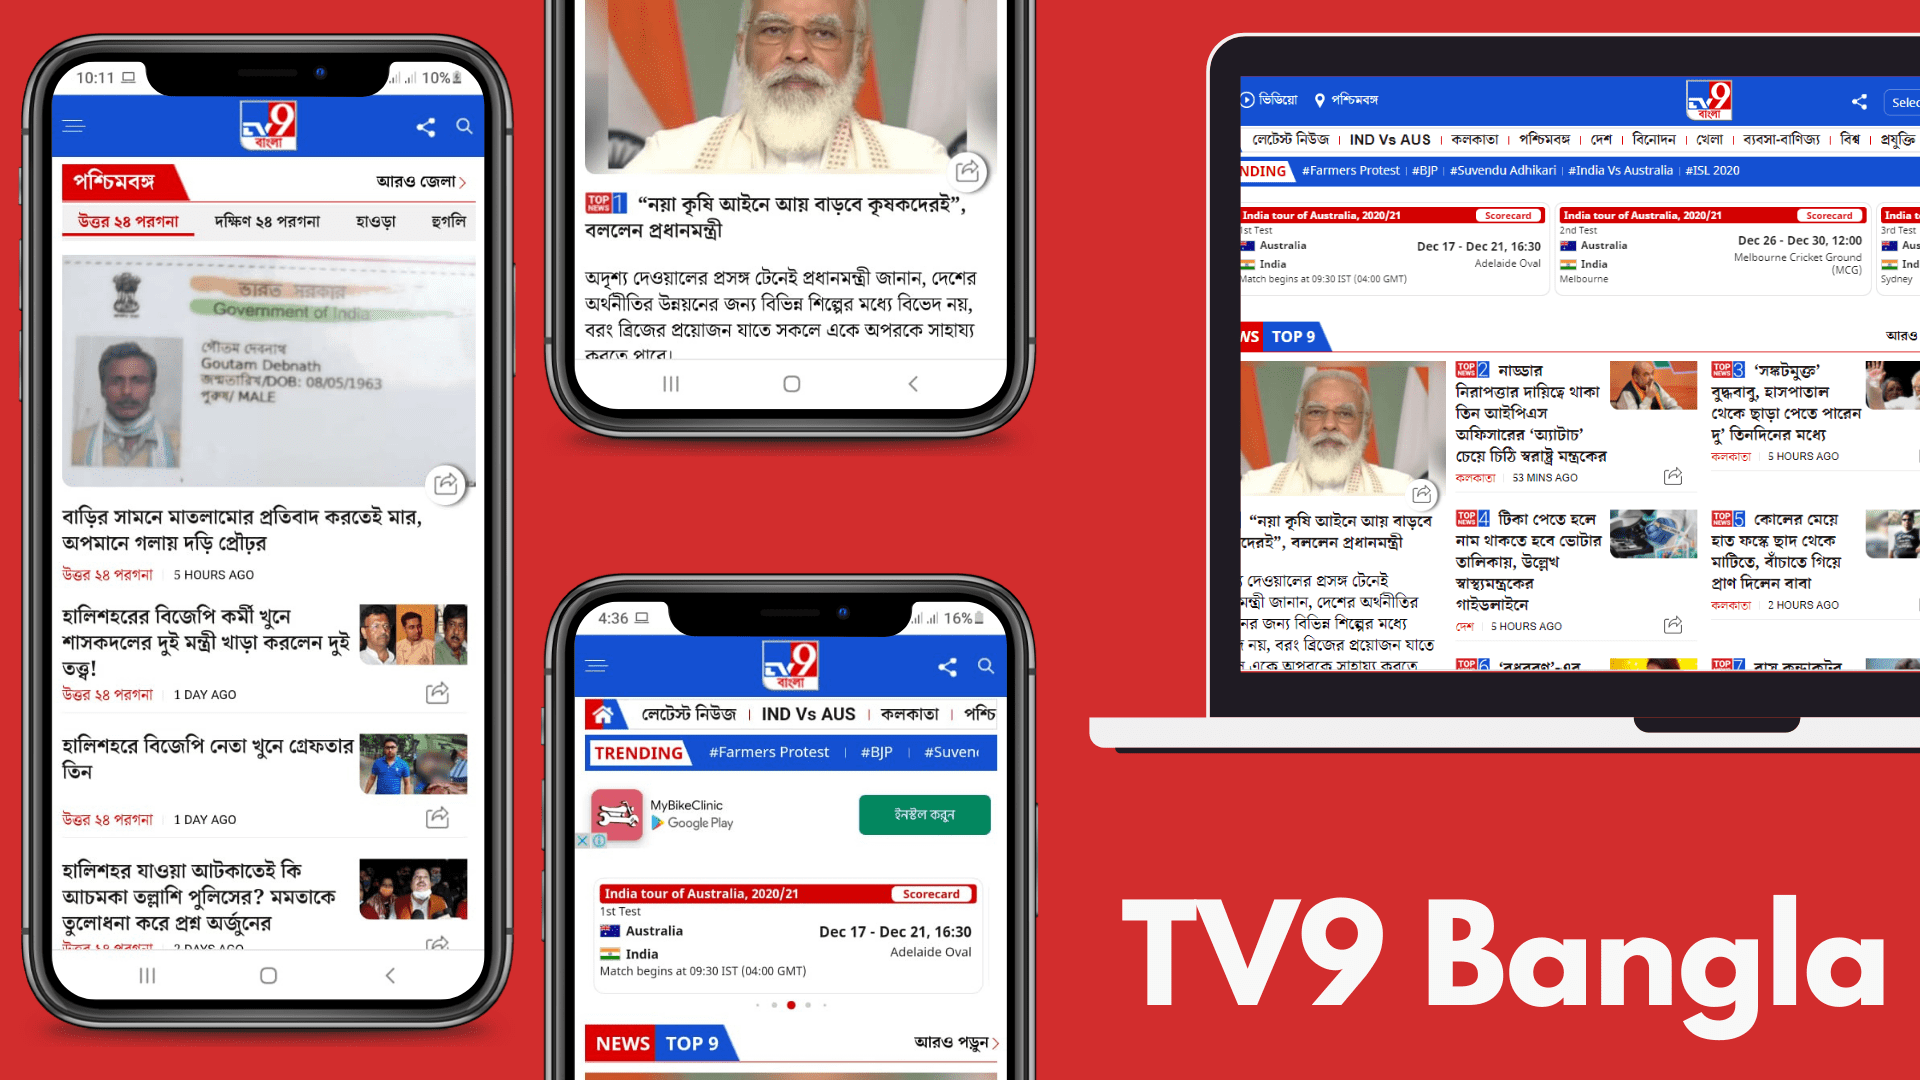 10:11
10%
TV9
বাংলা
পশ্চিমবঙ্গ
আরও জেলা
উত্তর ২৪ পরগনা
দক্ষিণ ২৪ পরগনা
হাওড়া
হুগলি
ভারত সরকার
Government of India
গৌতম দেবনাথ
Goutam Debnath
জন্মতারিখ/DOB: 08/05/1963
পুরুষ/ MALE
বাড়ির সামনে মাতলামোর প্রতিবাদ করতেই মার,
অপমানে গলায় দড়ি প্রৌঢ়র
উত্তর ২৪ পরগনা
5 HOURS AGO
হালিশহরের বিজেপি কর্মী খুনে
শাসকদলের দুই মন্ত্রী খাড়া করলেন দুই
তত্ত্ব!
উত্তর ২৪ পরগনা
1 DAY AGO
হালিশহরে বিজেপি নেতা খুনে গ্রেফতার
তিন
উত্তর ২৪ পরগনা
1 DAY AGO
হালিশহর যাওয়া আটকাতেই কি
আচমকা তল্লাশি পুলিসের? মমতাকে
তুলোধনা করে প্রশ্ন অর্জুনের
উত্তর ২৪ পরগনা
2 DAYS AGO
TOP NEWS 1 “নয়া কৃষি আইনে আয় বাড়বে কৃষকদেরই”,
বললেন প্রধানমন্ত্রী
অদৃশ্য দেওয়ালের প্রসঙ্গ টেনেই প্রধানমন্ত্রী জানান, দেশের
অর্থনীতির উন্নয়নের জন্য বিভিন্ন শিল্পের মধ্যে বিভেদ নয়,
বরং ব্রিজের প্রয়োজন যাতে সকলে একে অপরকে সাহায্য
করতে পারে।
4:36
16%
TV9
বাংলা
লেটেস্ট নিউজ
IND Vs AUS
কলকাতা
পশ্চি
TRENDING
#Farmers Protest
#BJP
#Suven
MyBikeClinic
Google Play
ইনস্টল করুন
India tour of Australia, 2020/21
Scorecard
1st Test
Australia
Dec 17 - Dec 21, 16:30
India
Adelaide Oval
Match begins at 09:30 IST (04:00 GMT)
NEWS TOP 9
আরও পড়ুন
ভিডিয়ো
পশ্চিমবঙ্গ
TV9
বাংলা
Selec
লেটেস্ট নিউজ
IND Vs AUS
কলকাতা
পশ্চিমবঙ্গ
দেশ
বিনোদন
খেলা
ব্যবসা-বাণিজ্য
বিশ্ব
প্রযুক্তি
NDING
#Farmers Protest
#BJP
#Suvendu Adhikari
#India Vs Australia
#ISL 2020
India tour of Australia, 2020/21
Scorecard
1st Test
Australia
Dec 17 - Dec 21, 16:30
India
Adelaide Oval
Match begins at 09:30 IST (04:00 GMT)
India tour of Australia, 2020/21
Scorecard
2nd Test
Australia
Dec 26 - Dec 30, 12:00
India
Melbourne Cricket Ground
(MCG)
Melbourne
India t
3rd Test
Aus
Ind
Sydney
WS TOP 9
আরও
“নয়া কৃষি আইনে আয় বাড়বে
দেরই”, বললেন প্রধানমন্ত্রী
দেওয়ালের প্রসঙ্গ টেনেই
মন্ত্রী জানান, দেশের অর্থনীতির
নের জন্য বিভিন্ন শিল্পের মধ্যে
নয়, বরং ব্রিজের প্রয়োজন যাতে
একে অপরকে সাহায্য করতে
TOP NEWS 2 নাড্ডার
নিরাপত্তার দায়িত্বে থাকা
তিন আইপিএস
অফিসারের ‘অ্যাটাচ’
চেয়ে চিঠি স্বরাষ্ট্র মন্ত্রকের
কলকাতা
53 MINS AGO
TOP NEWS 3 ‘সঙ্কটমুক্ত’
বুদ্ধবাবু, হাসপাতাল
থেকে ছাড়া পেতে পারেন
দু’ তিনদিনের মধ্যে
কলকাতা
5 HOURS AGO
TOP NEWS 4 টিকা পেতে হলে
নাম থাকতে হবে ভোটার
তালিকায়, উল্লেখ
স্বাস্থ্যমন্ত্রকের
গাইডলাইনে
দেশ
5 HOURS AGO
TOP NEWS 5 কোলের মেয়ে
হাত ফস্কে ছাদ থেকে
মাটিতে, বাঁচাতে গিয়ে
প্রাণ দিলেন বাবা
কলকাতা
2 HOURS AGO
TOP 6 ‘বধূবরণ’-এর
TOP 7 বাস কন্ডাকটর
TV9 Bangla